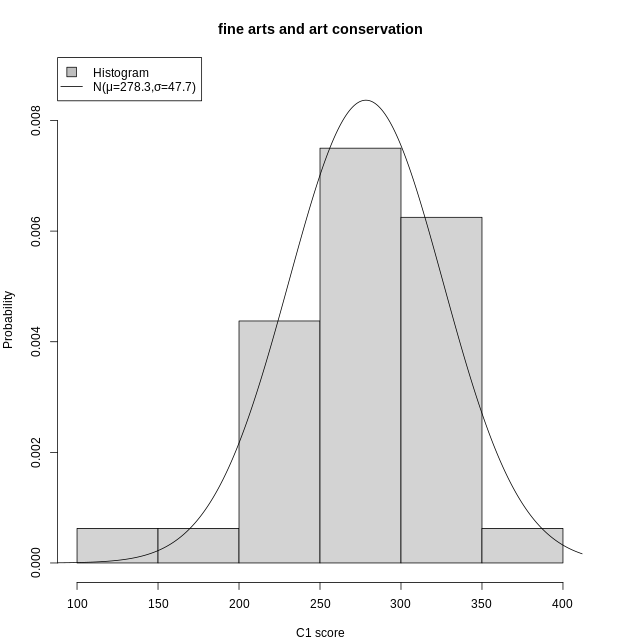 fine arts and art conservation
Histogram
N(μ=278.3,σ=47.7)
Probability
0.008
0.006
0.004
0.002
0.000
100 150 200 250 300 350 400
C1 score